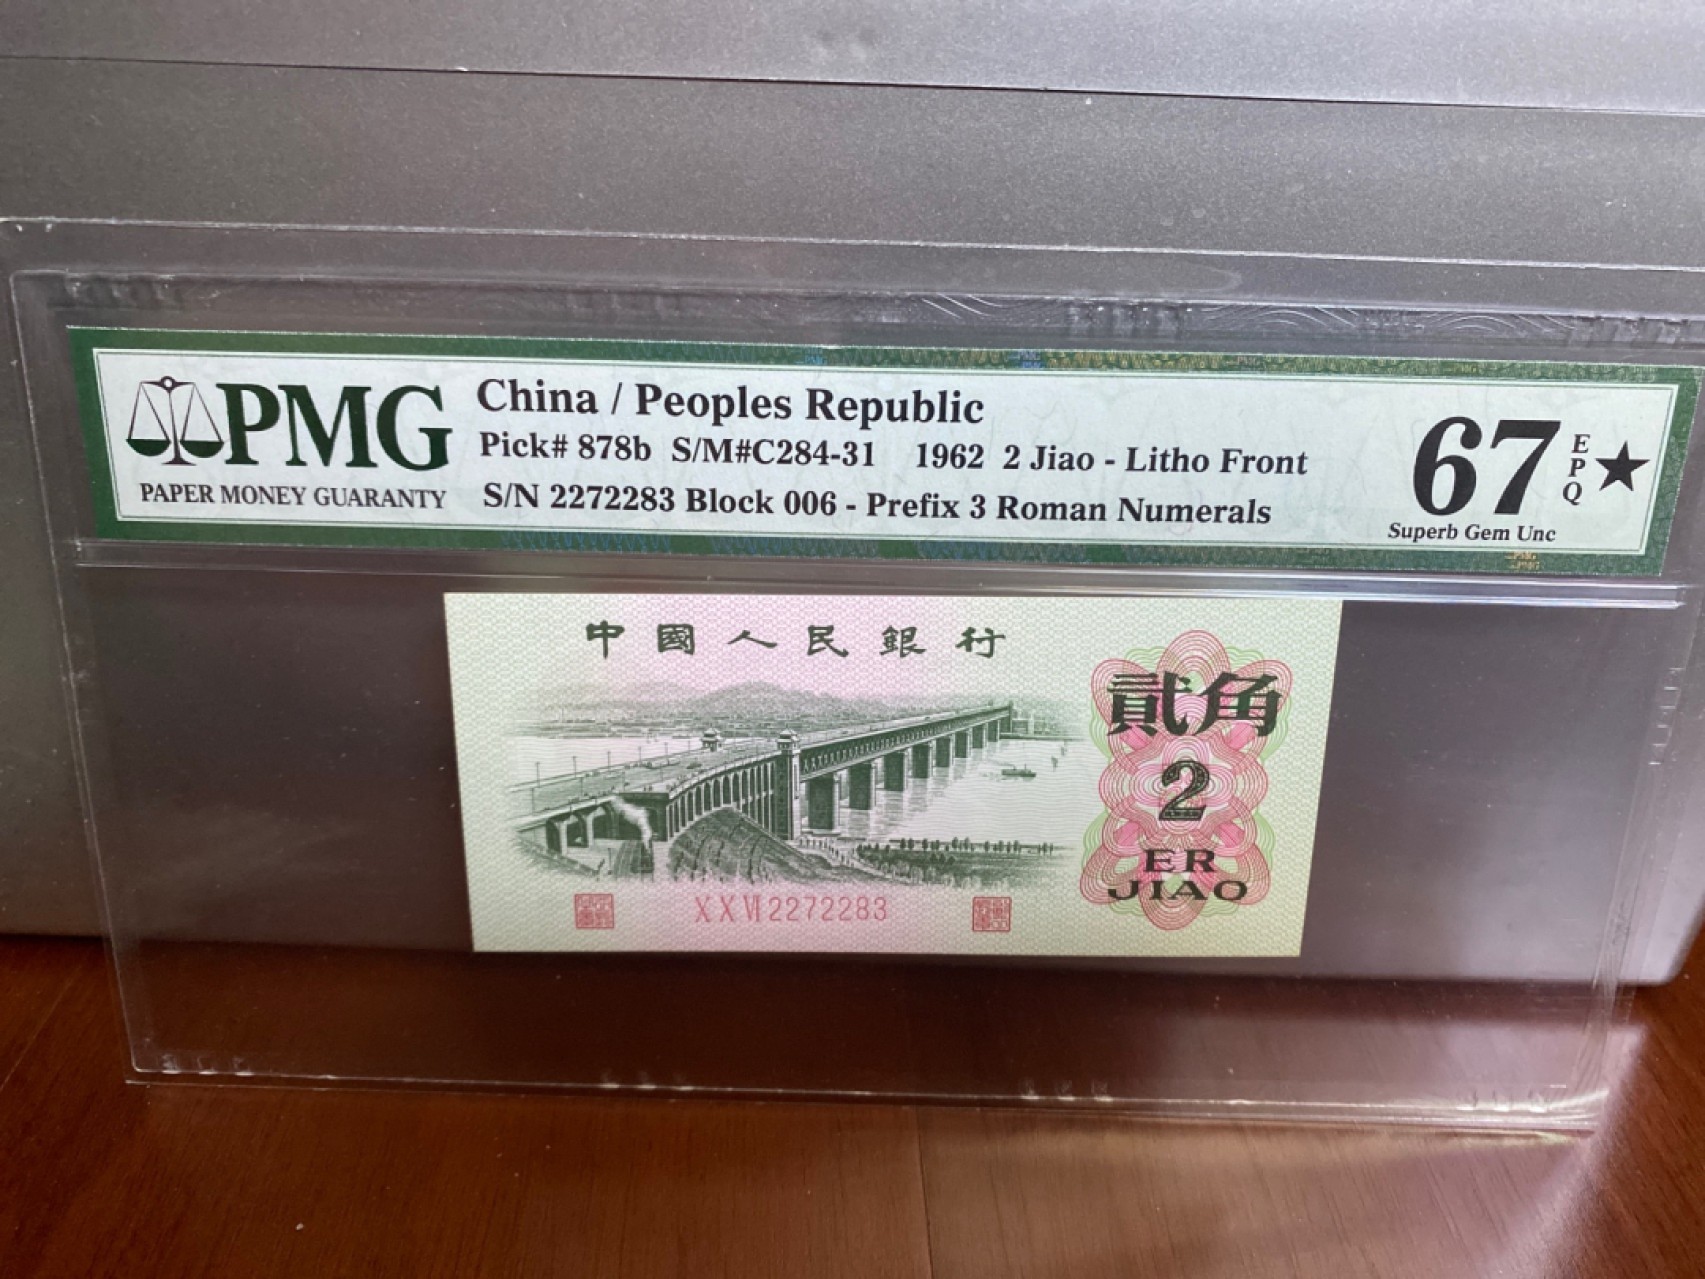 PMG
PAPER MONEY GUARANTY
China / Peoples Republic
Pick# 878b S/M#C284-31 1962 2 Jiao - Litho Front
S/N 2272283 Block 006 - Prefix 3 Roman Numerals
67
EPQ
★
Superb Gem Unc
中國人民銀行
貳角
2
ER
JIAO
XXVI2272283